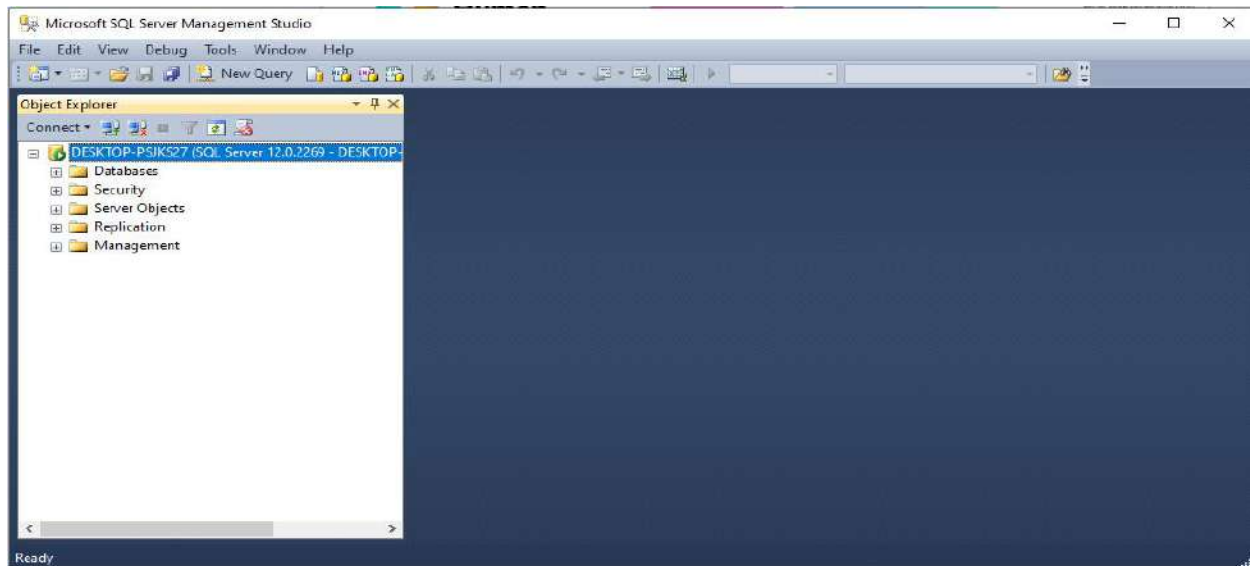 Microsoft SQL Server Management Studio
File Edit View Debug Tools Window Help
New Query
Object Explorer
Connect
DESKTOP-PSJKS27 (SQL Server 12.0.2269 - DESKTOP-
Databases
Security
Server Objects
Replication
Management
Ready